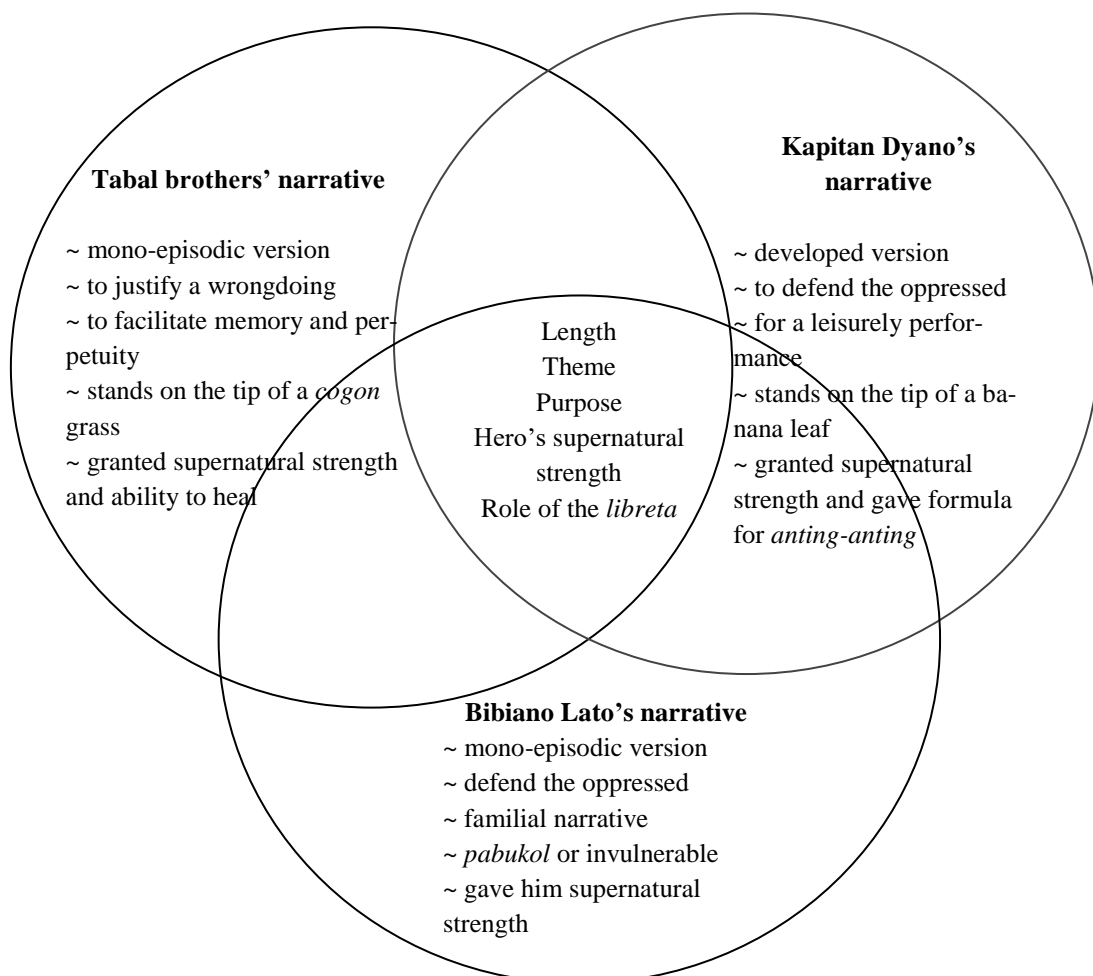 Tabal brothers’ narrative
~ mono-episodic version
~ to justify a wrongdoing
~ to facilitate memory and per-
petuity
~ stands on the tip of a cogon
grass
~ granted supernatural strength
and ability to heal
Kapitan Dyano’s
narrative
~ developed version
~ to defend the oppressed
~ for a leisurely perfor-
mance
~ stands on the tip of a ba-
nana leaf
~ granted supernatural
strength and gave formula
for anting-anting
Length
Theme
Purpose
Hero’s supernatural
strength
Role of the libreta
Bibiano Lato’s narrative
~ mono-episodic version
~ defend the oppressed
~ familial narrative
~ pabukol or invulnerable
~ gave him supernatural
strength